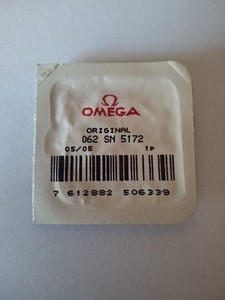 OMEGA
ORIGINAL
062 SN 5172
05/05 1P
7 612882 506339